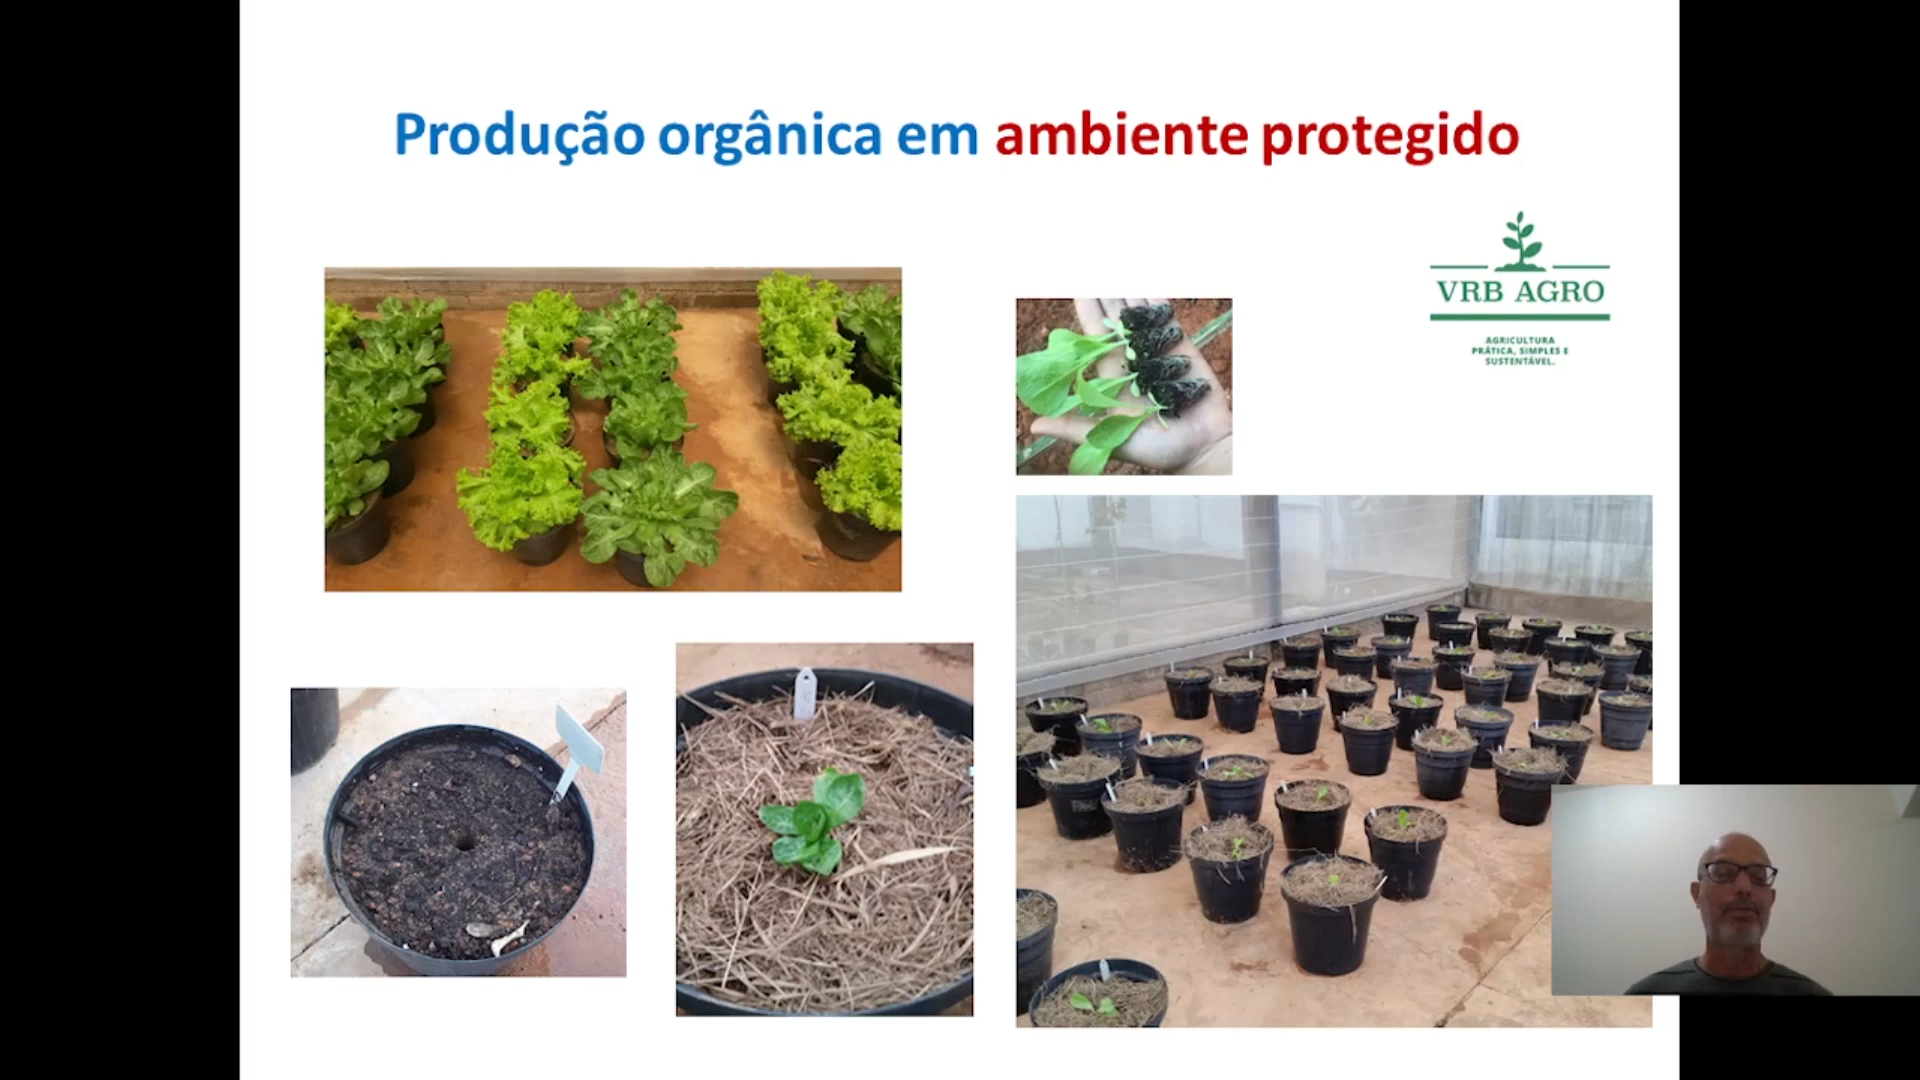 Produção orgânica em ambiente protegido
VRB AGRO
AGRICULTURA
PRÁTICA, SIMPLES E
SUSTENTÁVEL.